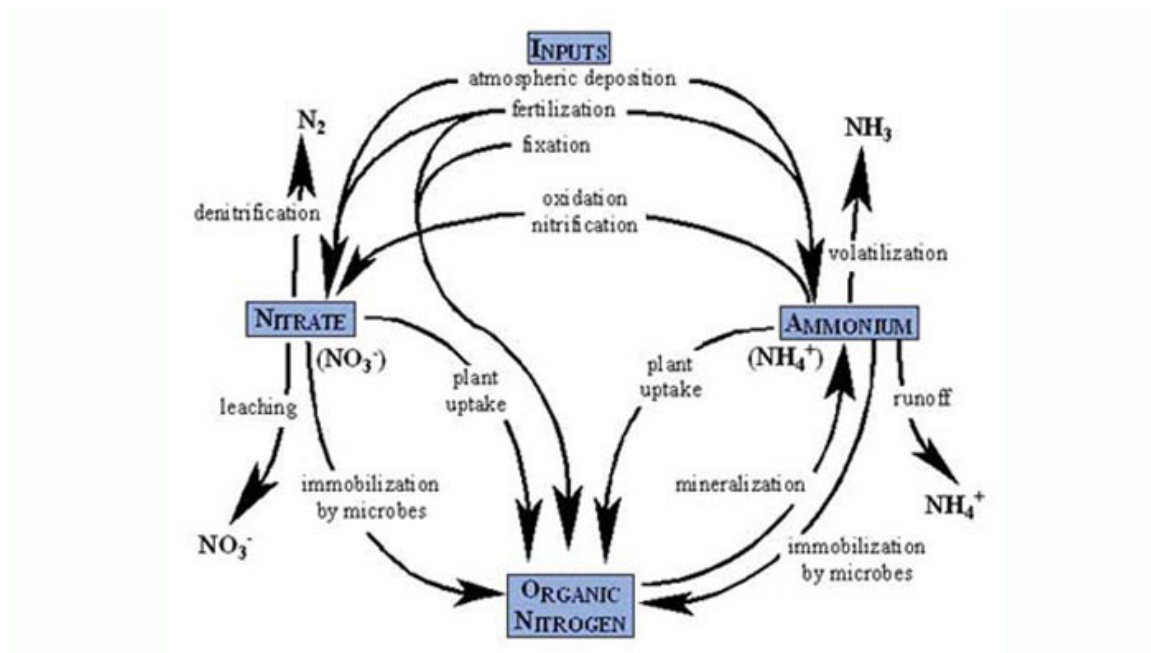 INPUTS
atmospheric deposition
fertilization
fixation
N₂
NH₃
oxidation
nitrification
denitrification
volatilization
NITRATE
(NO₃⁻)
AMMONIUM
(NH₄⁺)
plant
uptake
plant
uptake
leaching
runoff
immobilization
by microbes
mineralization
NO₃⁻
NH₄⁺
immobilization
by microbes
ORGANIC
NITROGEN